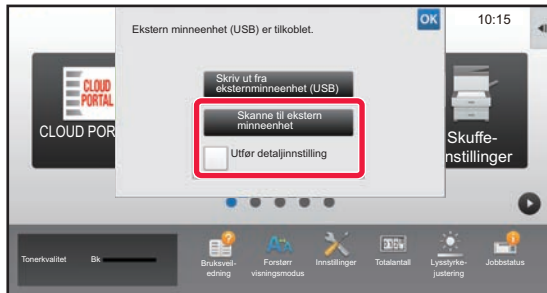 Ekstern minneenhet (USB) er tilkoblet.
OK
10:15
Skriv ut fra
eksternminneenhet (USB)
Skanne til ekstern
minneenhet
Utfør detaljinnstilling
CLOUD
PORTAL
CLOUD POR
Skuffe-
nstillinger
Tonerkvalitet
Bk
Bruksveil-
edning
Forstørr
visningsmodus
Innstillinger
Totalantall
Lysstyrke-
justering
Jobbstatus